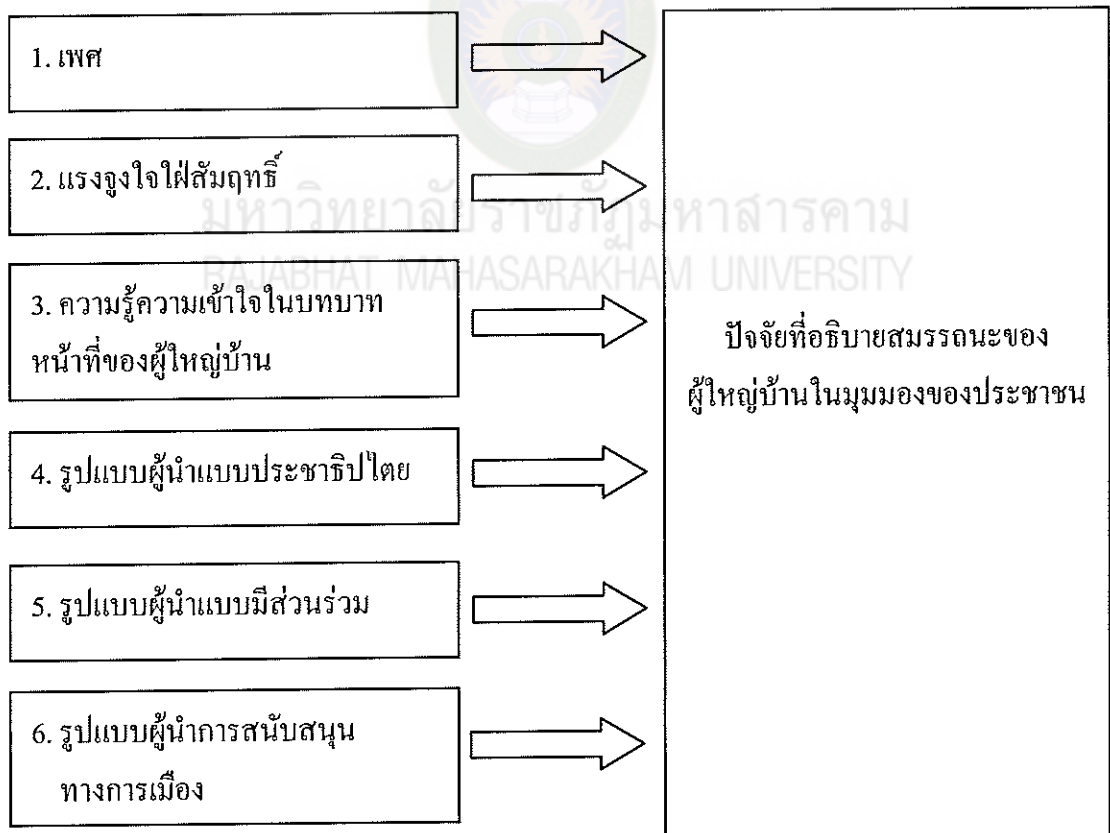 1. เพศ
2. แรงจูงใจใฝ่สัมฤทธิ์
มหาวิทยาลัยราชภัฏมหาสารคาม
RAJABHAT MAHASARAKHAM UNIVERSITY
3. ความรู้ความเข้าใจในบทบาท
หน้าที่ของผู้ใหญ่บ้าน
ปัจจัยที่อธิบายสมรรถนะของ
ผู้ใหญ่บ้านในมุมมองของประชาชน
4. รูปแบบผู้นำแบบประชาธิปไตย
5. รูปแบบผู้นำแบบมีส่วนร่วม
6. รูปแบบผู้นำการสนับสนุน
ทางการเมือง